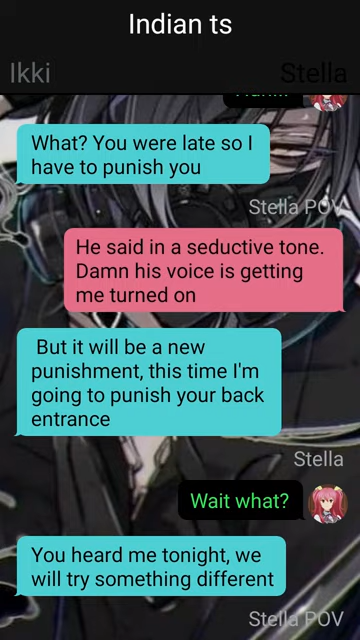 Indian ts
Ikki
Stella
What? You were late so I
have to punish you
Stella POV
He said in a seductive tone.
Damn his voice is getting
me turned on
But it will be a new
punishment, this time I'm
going to punish your back
entrance
Stella
Wait what?
You heard me tonight, we
will try something different
Stella POV